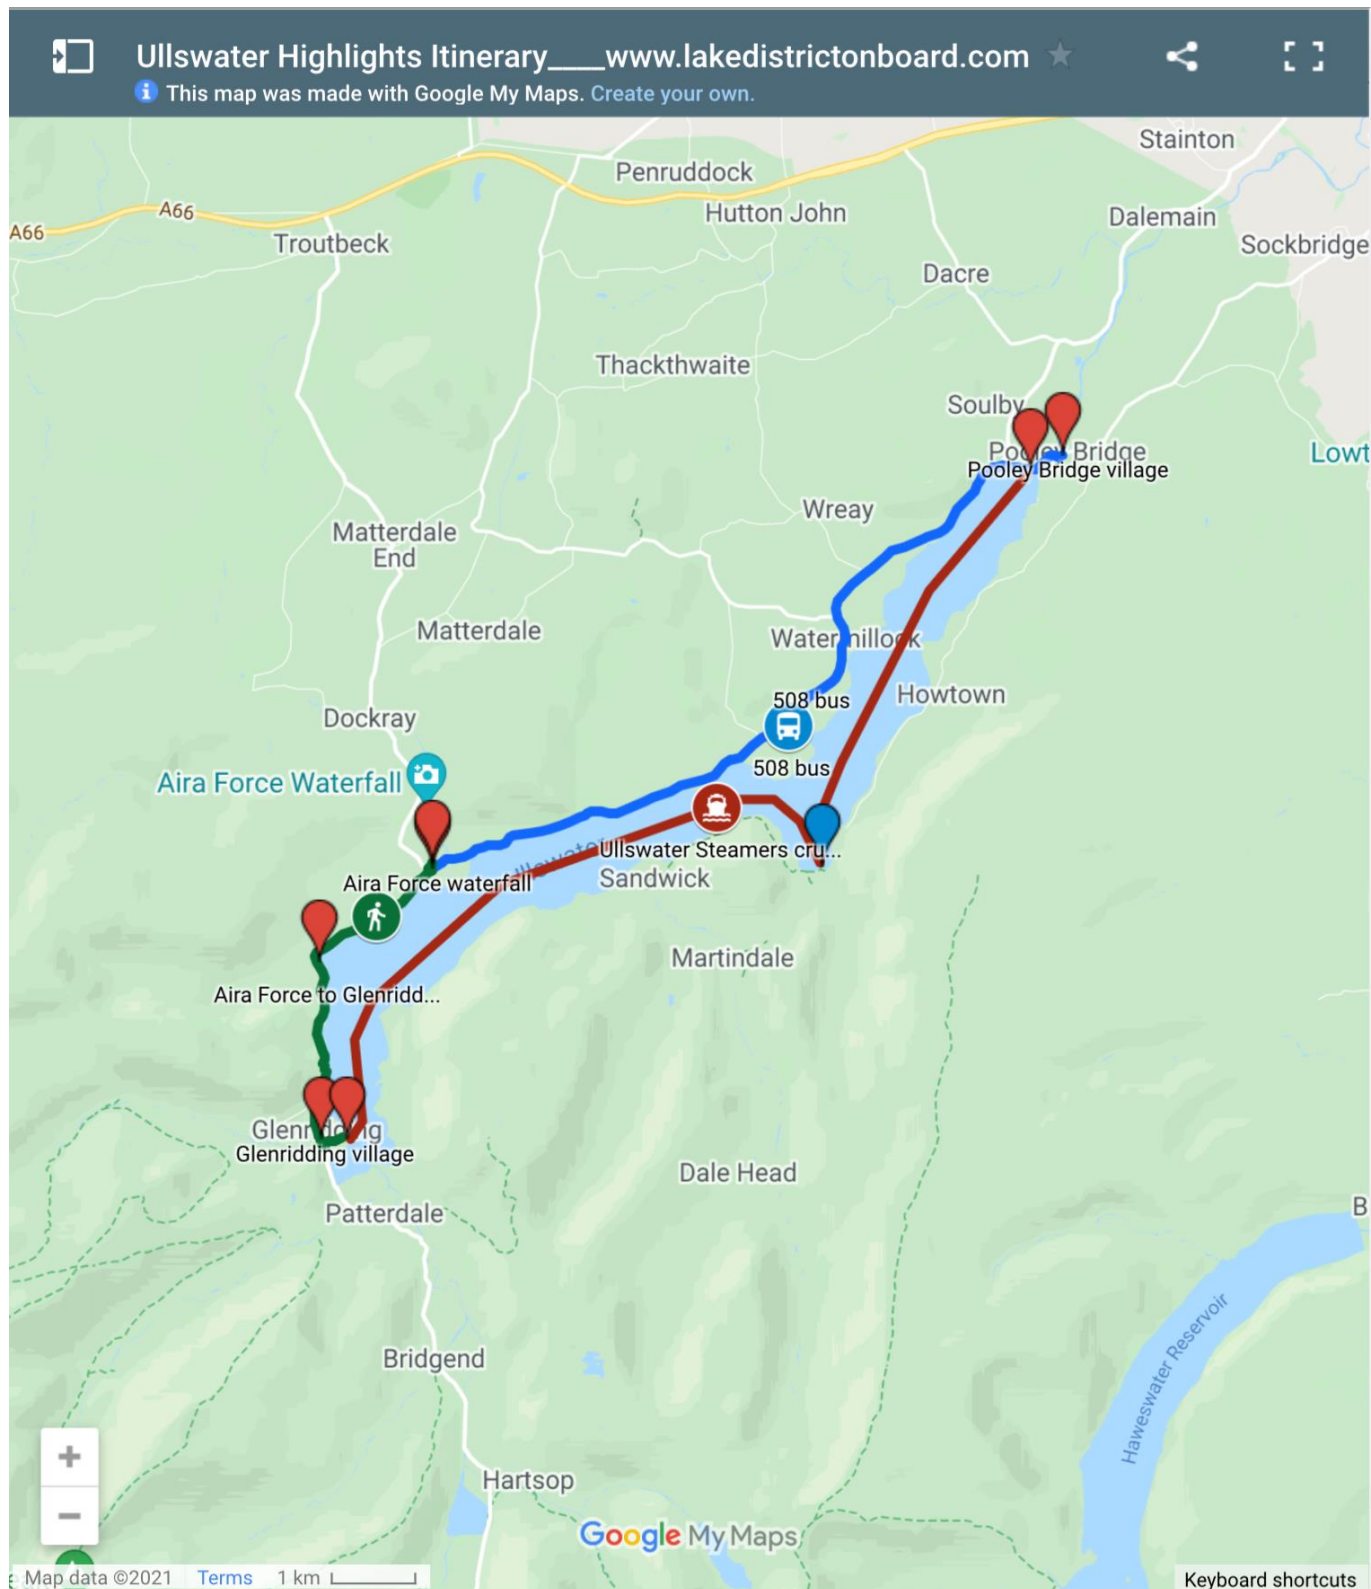 Ullswater Highlights Itinerary____www.lakedistrictonboard.com
This map was made with Google My Maps. Create your own.
Stainton
Penruddock
A66
Hutton John
Dalemain
A66
Troutbeck
Sockbridge
Dacre
Thackthwaite
Soulby
Pooley Bridge
Lowt
Pooley Bridge village
Wreay
Matterdale
End
Matterdale
Watermillock
Howtown
508 bus
Dockray
508 bus
Aira Force Waterfall
Ullswater
Ullswater Steamers cru...
Sandwick
Aira Force waterfall
Martindale
Aira Force to Glenridd...
Glenridding
Glenridding village
Dale Head
Patterdale
B
Haweswater Reservoir
Bridgend
Hartsop
Google My Maps
Map data ©2021
Terms
1 km
Keyboard shortcuts